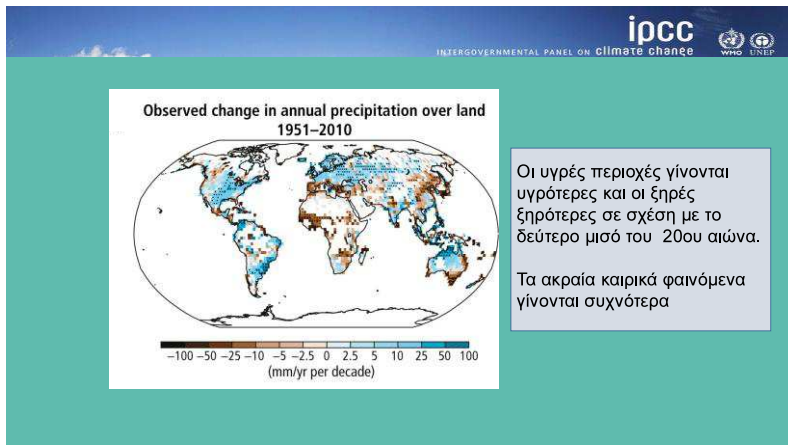 ipcc
INTERGOVERNMENTAL PANEL ON climate change
WMO UNEP
Observed change in annual precipitation over land
1951–2010
−100 −50 −25 −10 −5 −2.5 0 2.5 5 10 25 50 100
(mm/yr per decade)
Οι υγρές περιοχές γίνονται
υγρότερες και οι ξηρές
ξηρότερες σε σχέση με το
δεύτερο μισό του 20ου αιώνα.
Τα ακραία καιρικά φαινόμενα
γίνονται συχνότερα